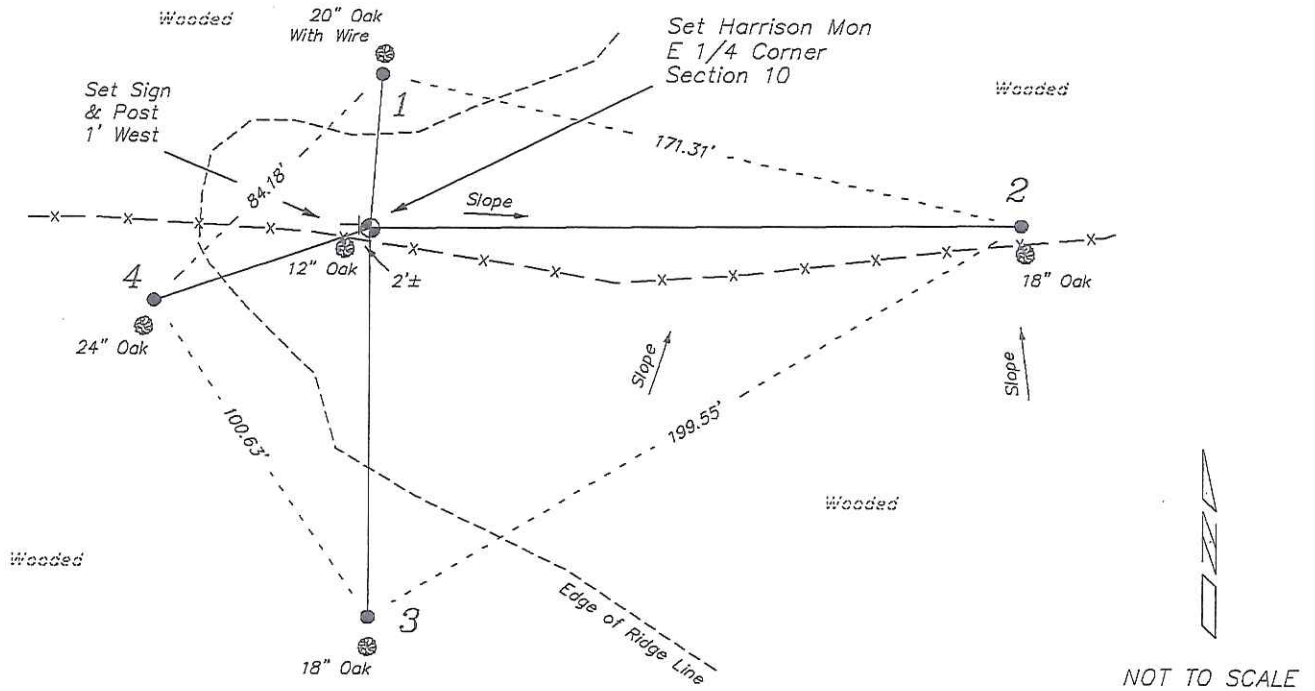 Wooded
20" Oak
With Wire
Set Harrison Mon
E 1/4 Corner
Section 10
Set Sign
& Post
1' West
Wooded
1
84.18'
171.31'
2
Slope
X X X X X X X X X X X X X X
4
12" Oak
2'±
18" Oak
24" Oak
Slope
Slope
100.63'
199.55'
Wooded
Wooded
3
Edge of Ridge Line
18" Oak
N
NOT TO SCALE